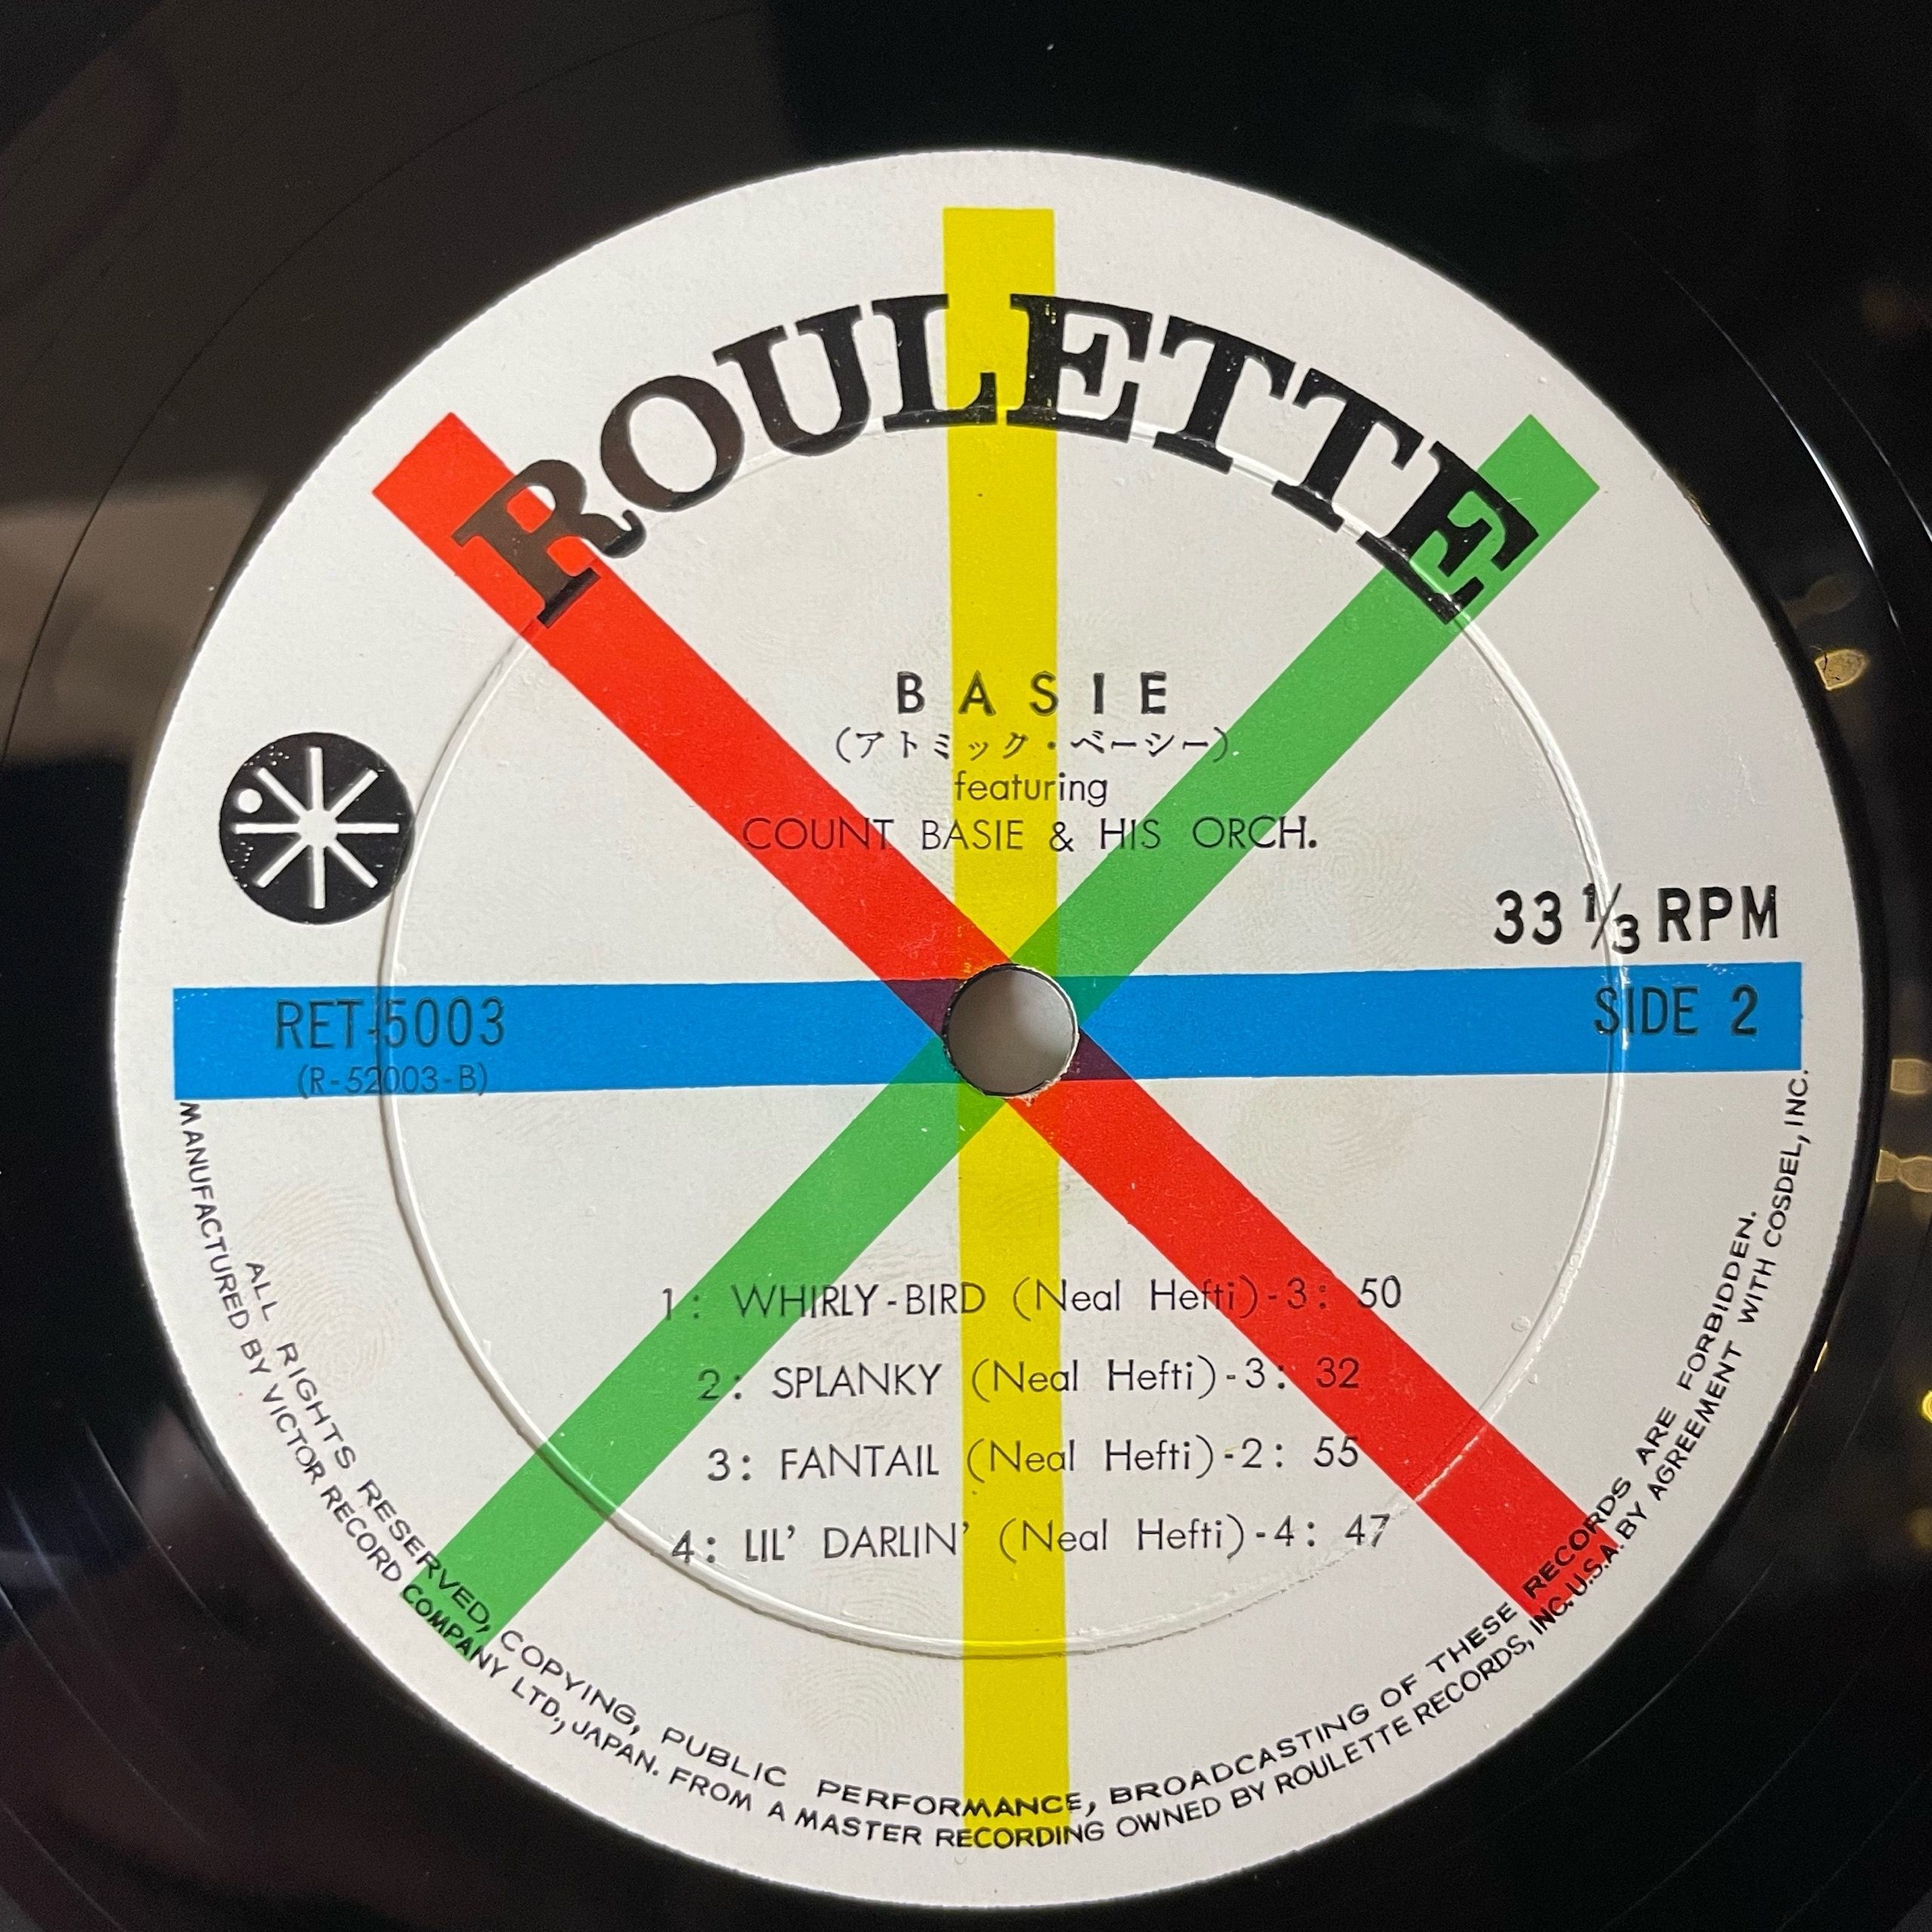 ROULETTE
BASIE
(アトミック・ベーシー)
featuring
COUNT BASIE & HIS ORCH.
33 1/3 RPM
RET-5003
(R-52003-B)
SIDE 2
1: WHIRLY-BIRD (Neal Hefti)-3: 50
2: SPLANKY (Neal Hefti)-3: 32
3: FANTAIL (Neal Hefti)-2: 55
4: LIL' DARLIN' (Neal Hefti)-4: 47
ALL RIGHTS RESERVED, COPYING, PUBLIC PERFORMANCE, BROADCASTING OF THESE RECORDS ARE FORBIDDEN.
MANUFACTURED BY VICTOR RECORD COMPANY LTD., JAPAN. FROM A MASTER RECORDING OWNED BY ROULETTE RECORDS, INC. U.S.A. BY AGREEMENT WITH COSDEL, INC.